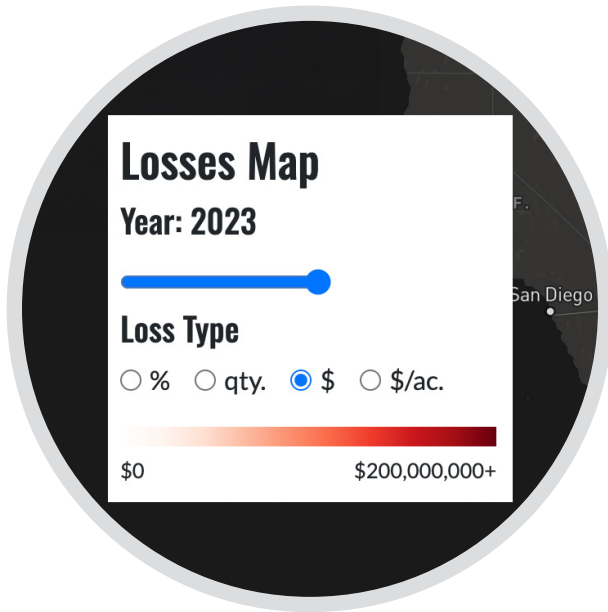 Losses Map
Year: 2023
F.
San Diego
Loss Type
% qty. $ $/ac.
$0 $200,000,000+